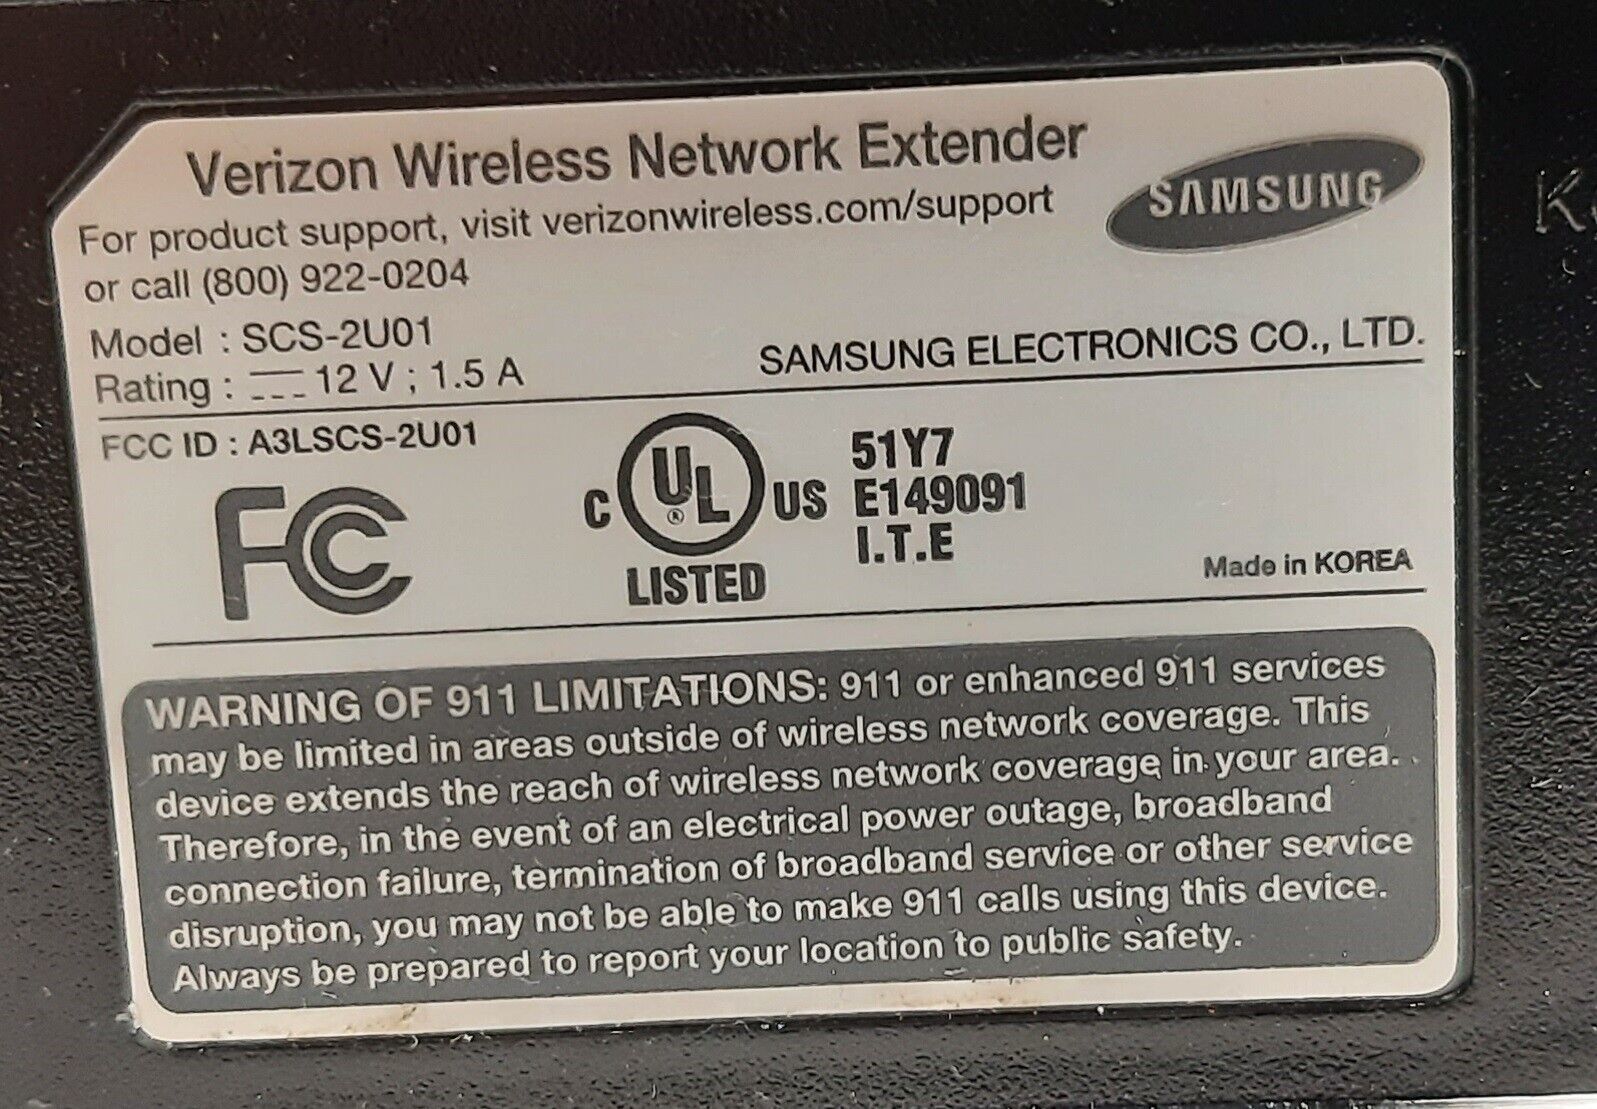 Verizon Wireless Network Extender
SAMSUNG
For product support, visit verizonwireless.com/support
or call (800) 922-0204
Model : SCS-2U01
Rating : 12 V ; 1.5 A
SAMSUNG ELECTRONICS CO., LTD.
FCC ID : A3LSCS-2U01
FC
C UL ® US
LISTED
51Y7
E149091
I.T.E
Made in KOREA
WARNING OF 911 LIMITATIONS: 911 or enhanced 911 services
may be limited in areas outside of wireless network coverage. This
device extends the reach of wireless network coverage in your area.
Therefore, in the event of an electrical power outage, broadband
connection failure, termination of broadband service or other service
disruption, you may not be able to make 911 calls using this device.
Always be prepared to report your location to public safety.